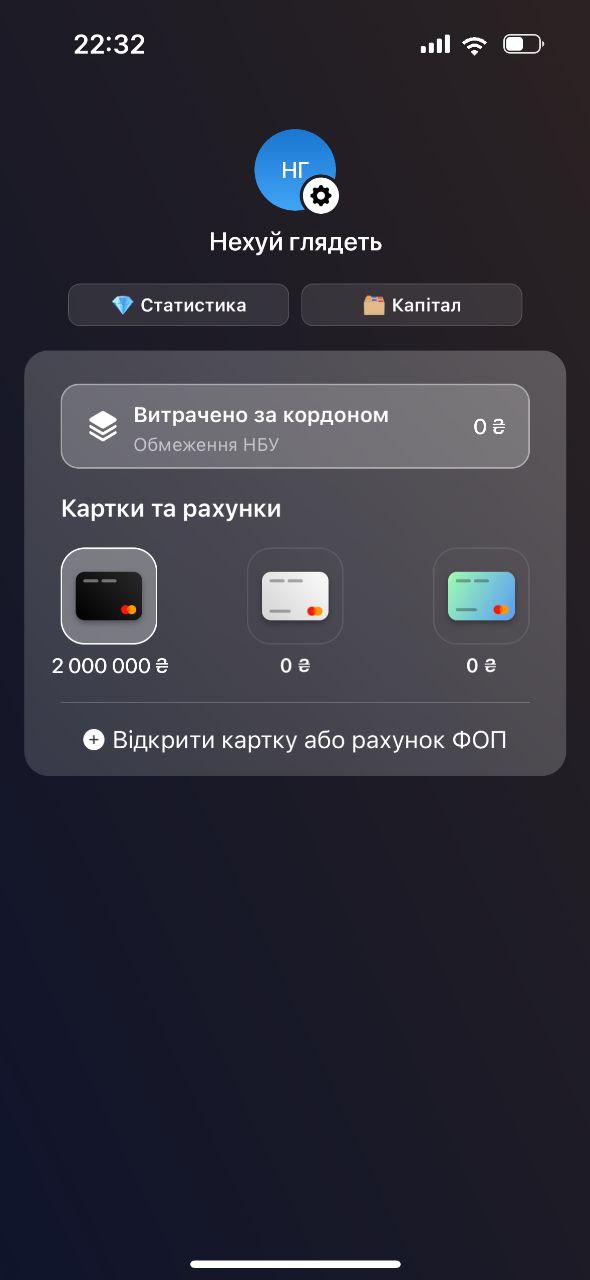 22:32
НГ
Нехуй глядеть
Статистика
Капітал
Витрачено за кордоном
Обмеження НБУ
0 ₴
Картки та рахунки
2 000 000 ₴
0 ₴
0 ₴
Відкрити картку або рахунок ФОП